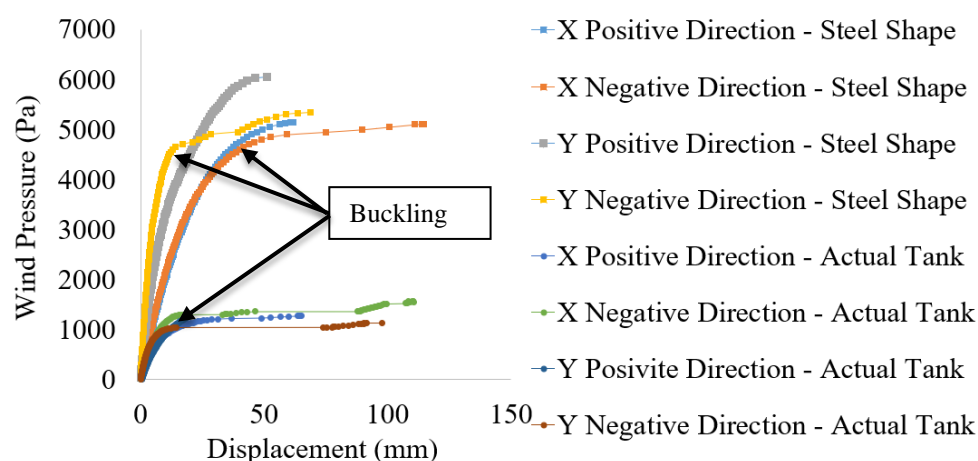 7000
6000
5000
4000
3000
2000
1000
0
Wind Pressure (Pa)
0
50
100
150
Displacement (mm)
Buckling
X Positive Direction - Steel Shape
X Negative Direction - Steel Shape
Y Positive Direction - Steel Shape
Y Negative Direction - Steel Shape
X Positive Direction - Actual Tank
X Negative Direction - Actual Tank
Y Posivite Direction - Actual Tank
Y Negative Direction - Actual Tank